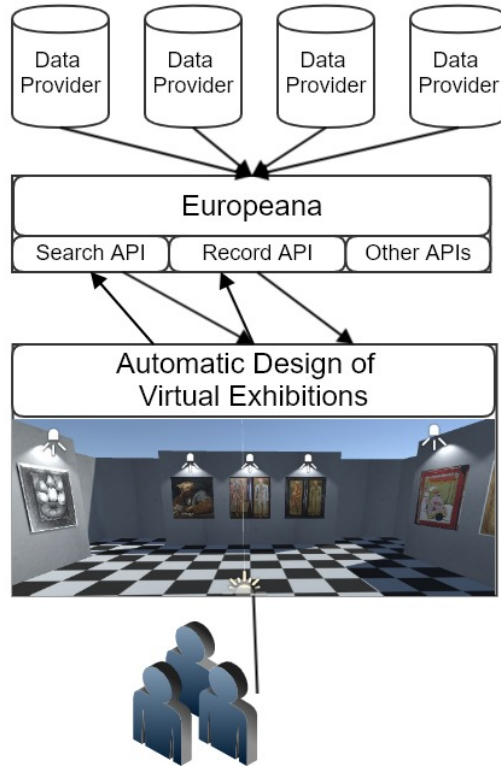 Data
Provider
Data
Provider
Data
Provider
Data
Provider
Europeana
Search API
Record API
Other APIs
Automatic Design of
Virtual Exhibitions